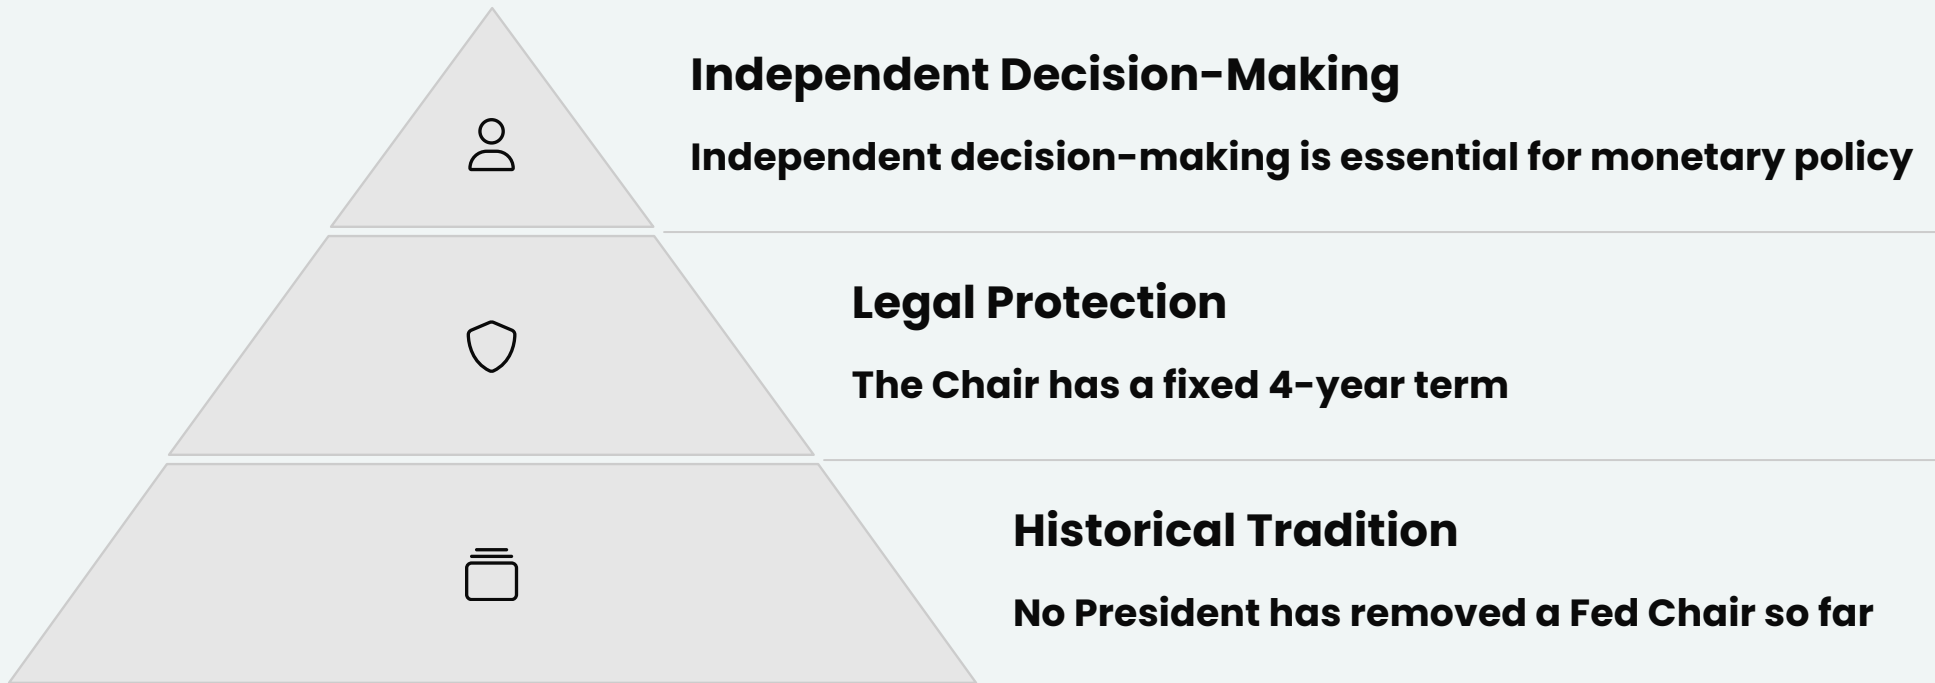 Independent Decision-Making
Independent decision-making is essential for monetary policy
Legal Protection
The Chair has a fixed 4-year term
Historical Tradition
No President has removed a Fed Chair so far